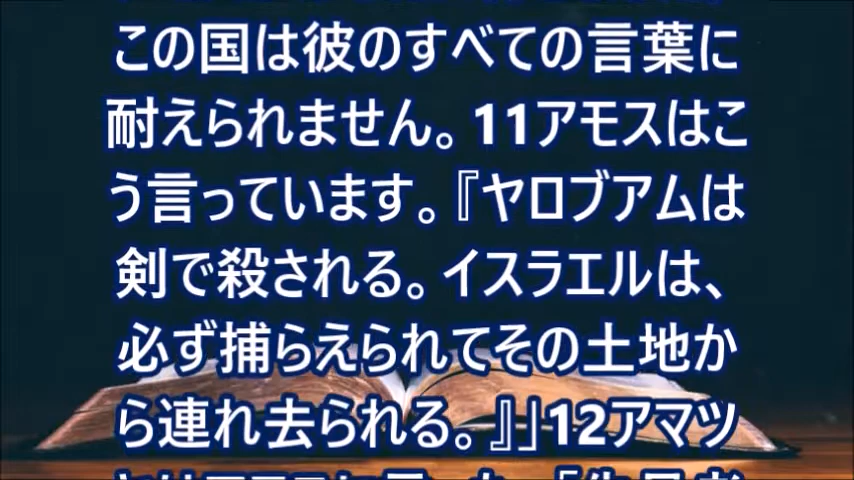 この国は彼のすべての言葉に
耐えられません。11アモスはこ
う言っています。『ヤロブアムは
剣で殺される。イスラエルは、
必ず捕らえられてその土地か
ら連れ去られる。』」12アマツ